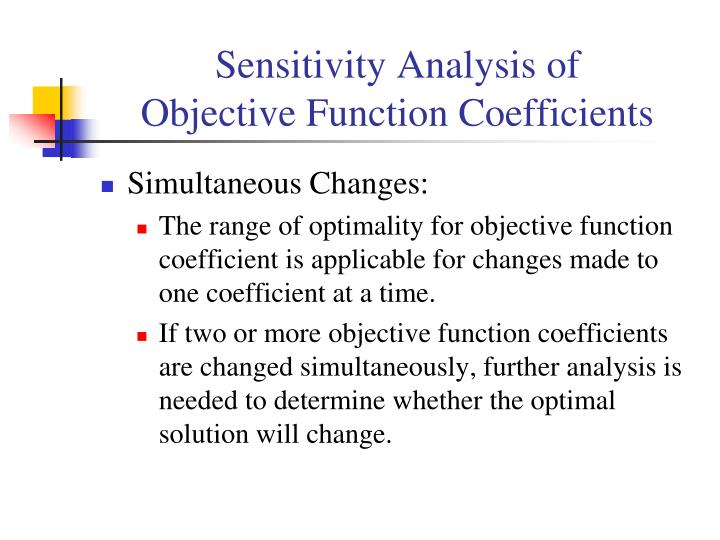 Sensitivity Analysis of
Objective Function Coefficients
Simultaneous Changes:
The range of optimality for objective function
coefficient is applicable for changes made to
one coefficient at a time.
If two or more objective function coefficients
are changed simultaneously, further analysis is
needed to determine whether the optimal
solution will change.